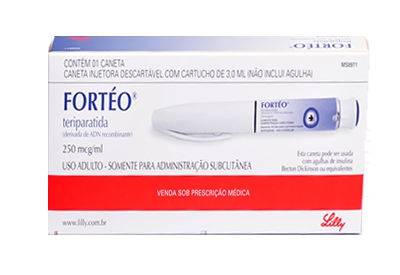 CONTÉM 01 CANETA
CANETA INJETORA DESCARTÁVEL COM CARTUCHO DE 3,0 ML (NÃO INCLUI AGULHA)
MS8971
FORTÉO®
teriparatida
(derivada de ADN recombinante)
250 mcg/ml
FORTÉO®
teriparatida
USO ADULTO - SOMENTE PARA ADMINISTRAÇÃO SUBCUTÂNEA
Esta caneta pode ser usada
com agulhas de insulina
Becton Dickinson ou equivalentes
VENDA SOB PRESCRIÇÃO MÉDICA
www.lilly.com.br
Lilly